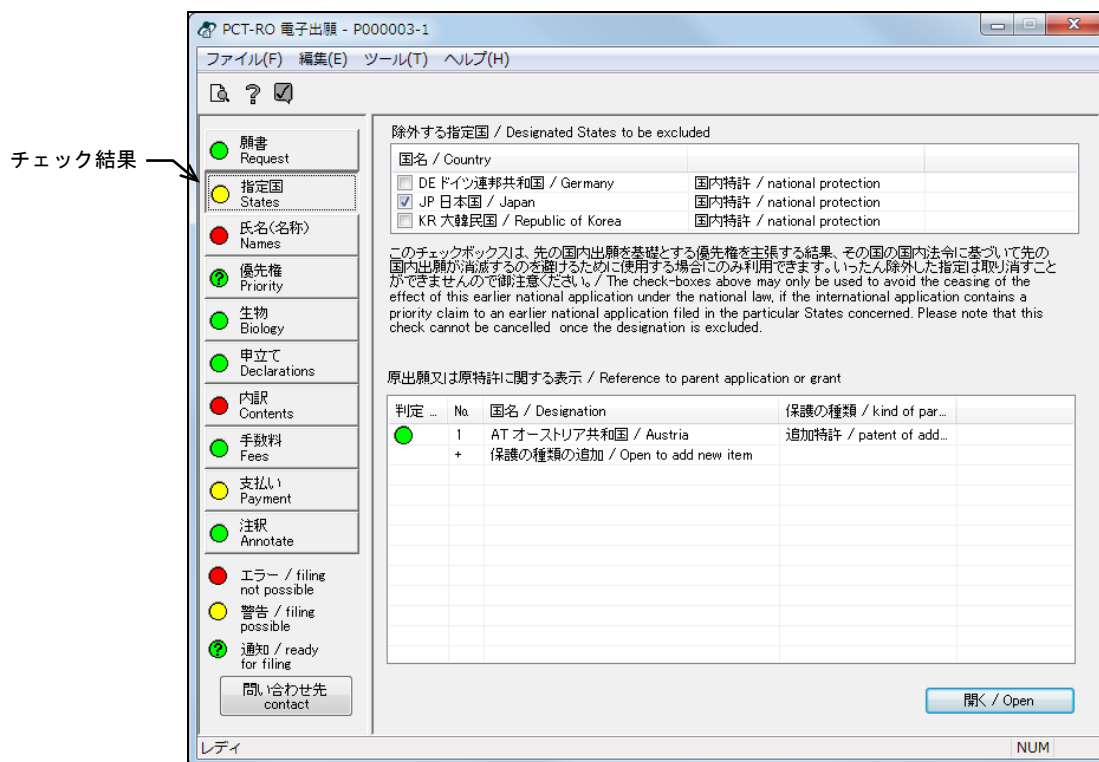 PCT-RO 電子出願 - P000003-1
ファイル(F) 編集(E) ツール(T) ヘルプ(H)
チェック結果
願書
Request
指定国
States
氏名(名称)
Names
優先権
Priority
生物
Biology
申立て
Declarations
内訳
Contents
手数料
Fees
支払い
Payment
注釈
Annotate
エラー / filing
not possible
警告 / filing
possible
通知 / ready
for filing
問い合わせ先
contact
除外する指定国 / Designated States to be excluded
国名 / Country
DE ドイツ連邦共和国 / Germany 国内特許 / national protection
JP 日本国 / Japan 国内特許 / national protection
KR 大韓民国 / Republic of Korea 国内特許 / national protection
このチェックボックスは、先の国内出願を基礎とする優先権を主張する結果、その国の国内法令に基づいて先の
国内出願が消滅するのを避けるために使用する場合にのみ利用できます。いったん除外した指定は取り消すこと
ができませんので御注意ください。/ The check-boxes above may only be used to avoid the ceasing of the
effect of this earlier national application under the national law, if the international application contains a
priority claim to an earlier national application filed in the particular States concerned. Please note that this
check cannot be cancelled once the designation is excluded.
原出願又は原特許に関する表示 / Reference to parent application or grant
判定 ... No. 国名 / Designation 保護の種類 / kind of par...
1 AT オーストリア共和国 / Austria 追加特許 / patent of add...
+ 保護の種類の追加 / Open to add new item
開く / Open
レディ NUM